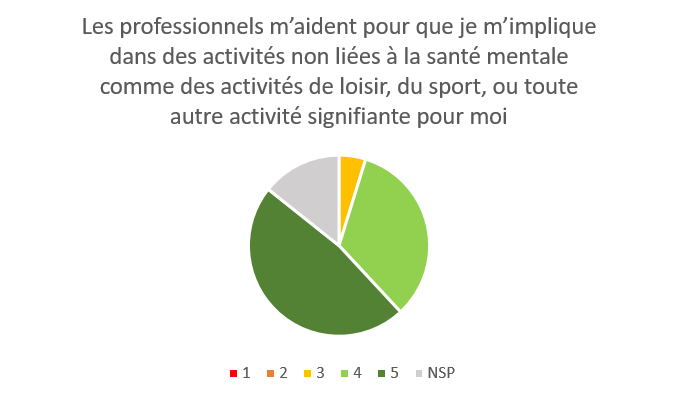 Les professionnels m’aident pour que je m’implique
dans des activités non liées à la santé mentale
comme des activités de loisir, du sport, ou toute
autre activité signifiante pour moi
1 2 3 4 5 NSP